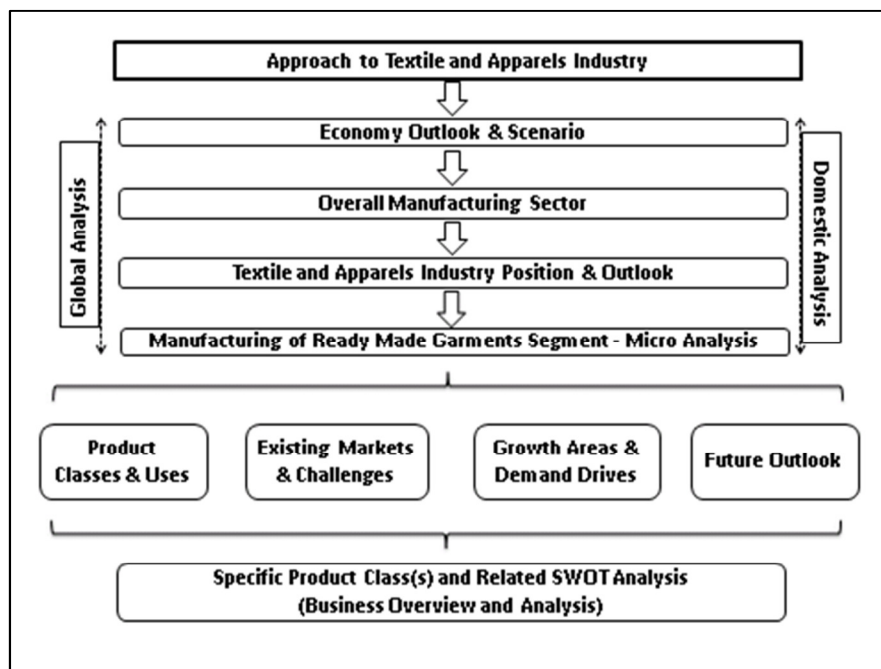 Approach to Textile and Apparels Industry
Economy Outlook & Scenario
Overall Manufacturing Sector
Textile and Apparels Industry Position & Outlook
Manufacturing of Ready Made Garments Segment - Micro Analysis
Global Analysis
Domestic Analysis
Product
Classes & Uses
Existing Markets
& Challenges
Growth Areas &
Demand Drives
Future Outlook
Specific Product Class(s) and Related SWOT Analysis
(Business Overview and Analysis)